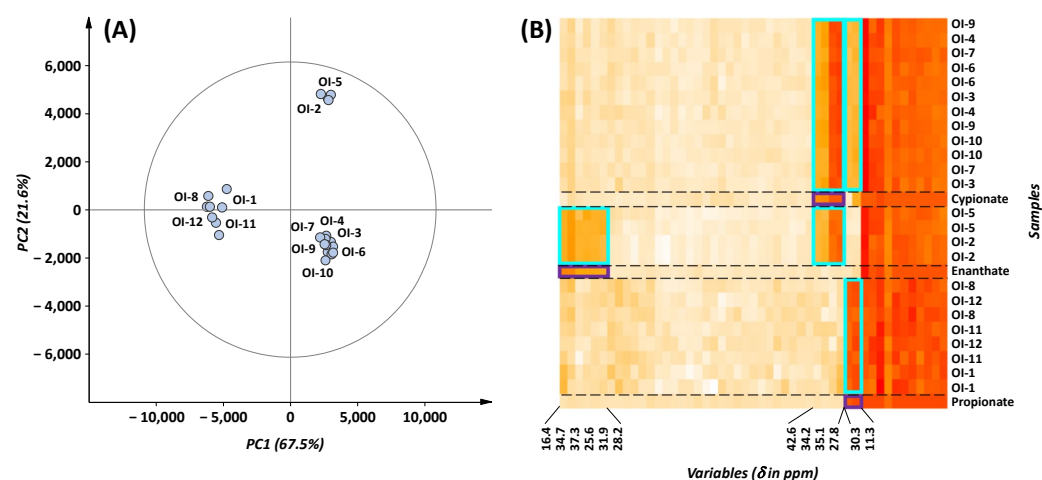 (A)
6,000
4,000
2,000
0
− 2,000
− 4,000
− 6,000
PC2 (21.6%)
OI-5
OI-2
OI-8
OI-1
OI-12
OI-11
OI-7
OI-4
OI-3
OI-9
OI-6
OI-10
− 10,000
− 5,000
0
5,000
10,000
PC1 (67.5%)
(B)
OI-9
OI-4
OI-7
OI-6
OI-6
OI-3
OI-4
OI-9
OI-10
OI-10
OI-7
OI-3
Cypionate
OI-5
OI-5
OI-2
OI-2
Enanthate
OI-8
OI-12
OI-8
OI-11
OI-12
OI-11
OI-1
OI-1
Propionate
Samples
16.4
34.7
37.3
25.6
31.9
28.2
42.6
34.2
35.1
27.8
30.3
11.3
Variables (δ in ppm)